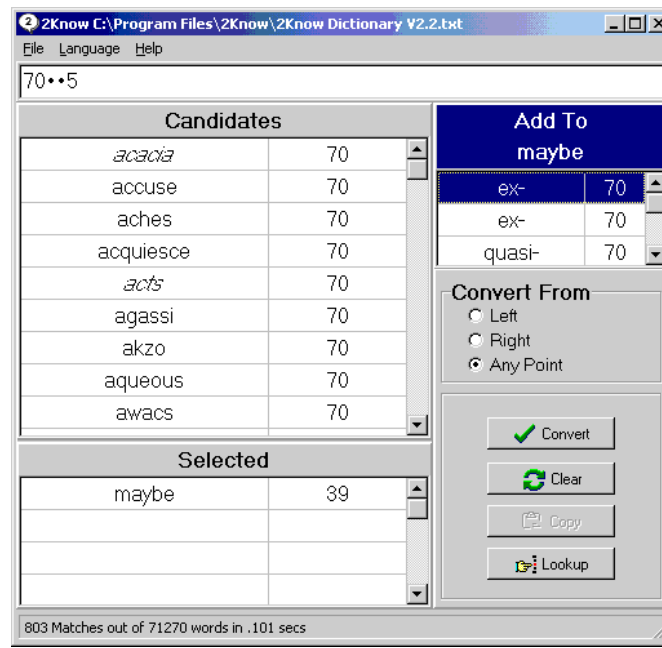 2Know C:\Program Files\2Know\2Know Dictionary V2.2.txt
File Language Help
70••5
Candidates
acacia 70
accuse 70
aches 70
acquiesce 70
acts 70
agassi 70
akzo 70
aqueous 70
awacs 70
Add To
maybe
ex- 70
ex- 70
quasi- 70
Convert From
Left
Right
Any Point
Selected
maybe 39
Convert
Clear
Copy
Lookup
803 Matches out of 71270 words in .101 secs